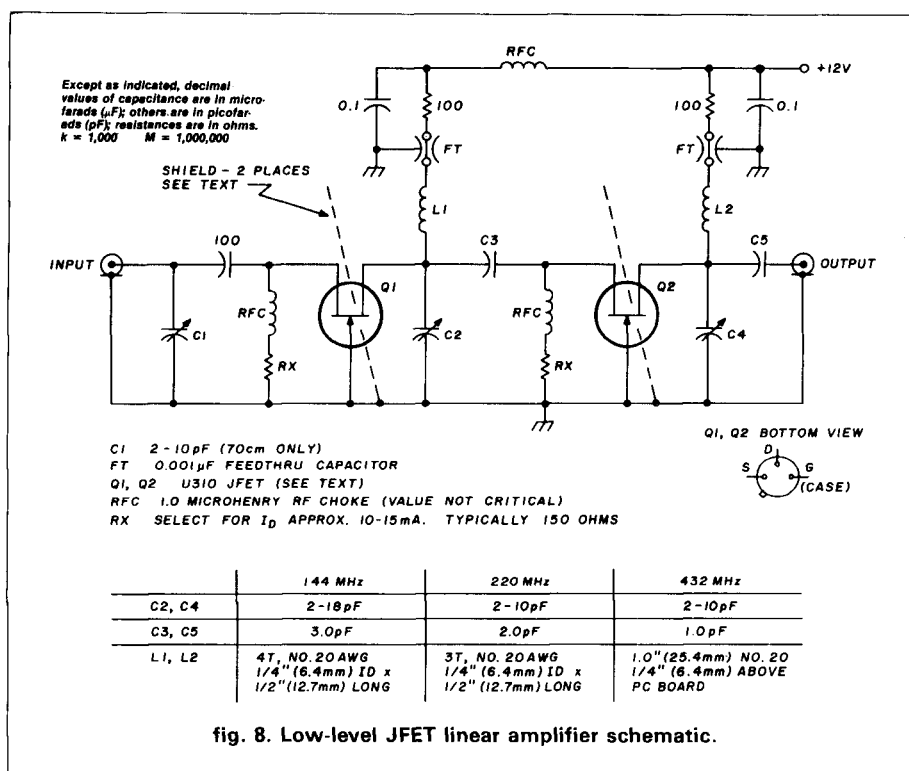 RFC
+12V
Except as indicated, decimal
values of capacitance are in micro-
farads (μF); others are in picofar-
ads (pF); resistances are in ohms.
k = 1,000 M = 1,000,000
0.1
100
100
0.1
FT
FT
SHIELD - 2 PLACES
SEE TEXT
L1
L2
100
C3
C5
INPUT
Q1
Q2
OUTPUT
RFC
RFC
C1
C2
C4
RX
RX
C1 2-10pF (70cm ONLY)
FT 0.001μF FEEDTHRU CAPACITOR
Q1, Q2 U310 JFET (SEE TEXT)
RFC 1.0 MICROHENRY RF CHOKE (VALUE NOT CRITICAL)
RX SELECT FOR ID APPROX. 10-15mA. TYPICALLY 150 OHMS
Q1, Q2 BOTTOM VIEW
D
S
G
(CASE)
144 MHz 220 MHz 432 MHz
C2, C4 2-18pF 2-10pF 2-10pF
C3, C5 3.0pF 2.0pF 1.0pF
L1, L2 4T, NO. 20 AWG 3T, NO. 20 AWG 1.0"(25.4mm) NO. 20
1/4"(6.4mm) ID x 1/4"(6.4mm) ID x 1/4"(6.4mm) ABOVE
1/2"(12.7mm) LONG 1/2"(12.7mm) LONG PC BOARD
fig. 8. Low-level JFET linear amplifier schematic.